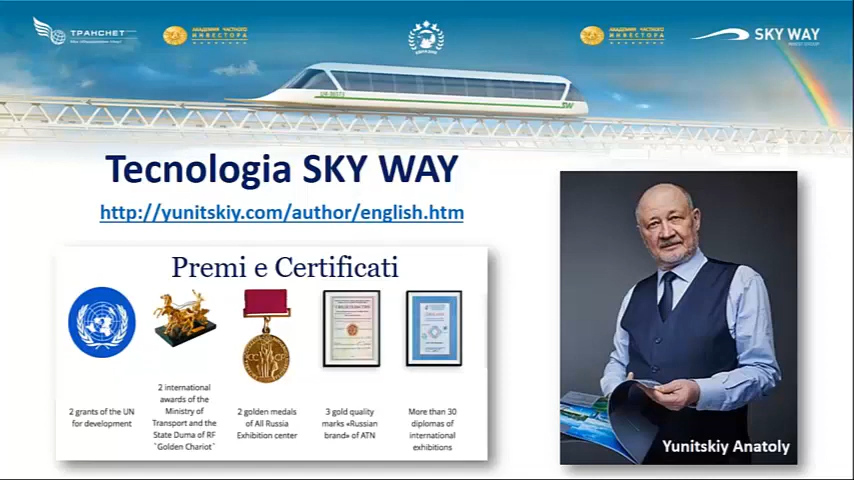 ТРАНСНЕТ
АКАДЕМИЯ ЧАСТНОГО
ИНВЕСТОРА
АКАДЕМИЯ ЧАСТНОГО
ИНВЕСТОРА
SKY WAY
INVEST GROUP
SW
Tecnologia SKY WAY
http://yunitskiy.com/author/english.htm
Premi e Certificati
2 grants of the UN
for development
2 international
awards of the
Ministry of
Transport and the
State Duma of RF
`Golden Chariot`
2 golden medals
of All Russia
Exhibition center
3 gold quality
marks «Russian
brand» of ATN
More than 30
diplomas of
international
exhibitions
Yunitskiy Anatoly